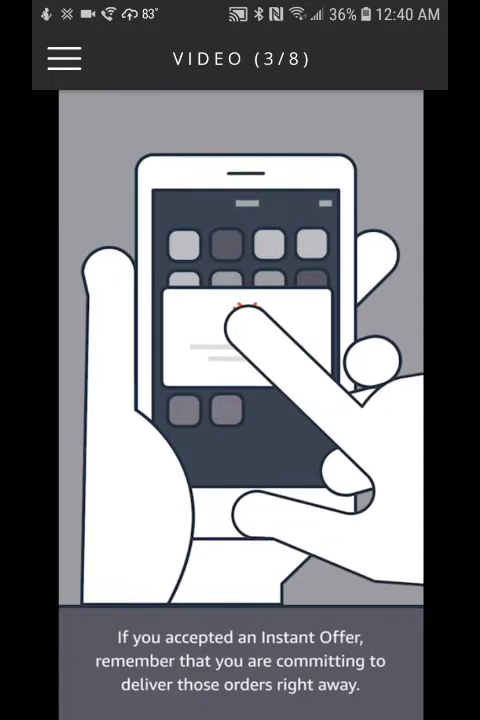 83° 36% 12:40 AM
VIDEO (3/8)
If you accepted an Instant Offer,
remember that you are committing to
deliver those orders right away.